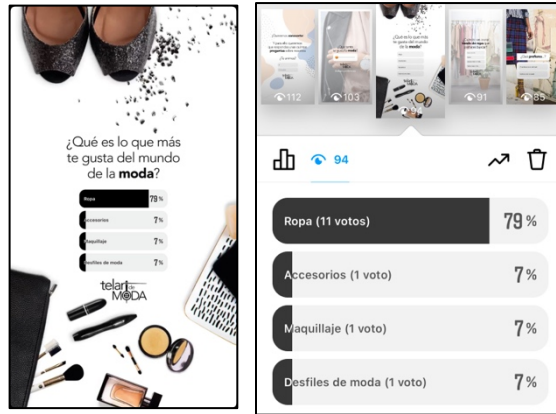 ¿Qué es lo que más
te gusta del mundo
de la moda?
Ropa 79%
Accesorios 7%
Maquillaje 7%
Desfiles de moda 7%
telar de
MODA
112
103
91
85
94
Ropa (11 votos) 79%
Accesorios (1 voto) 7%
Maquillaje (1 voto) 7%
Desfiles de moda (1 voto) 7%